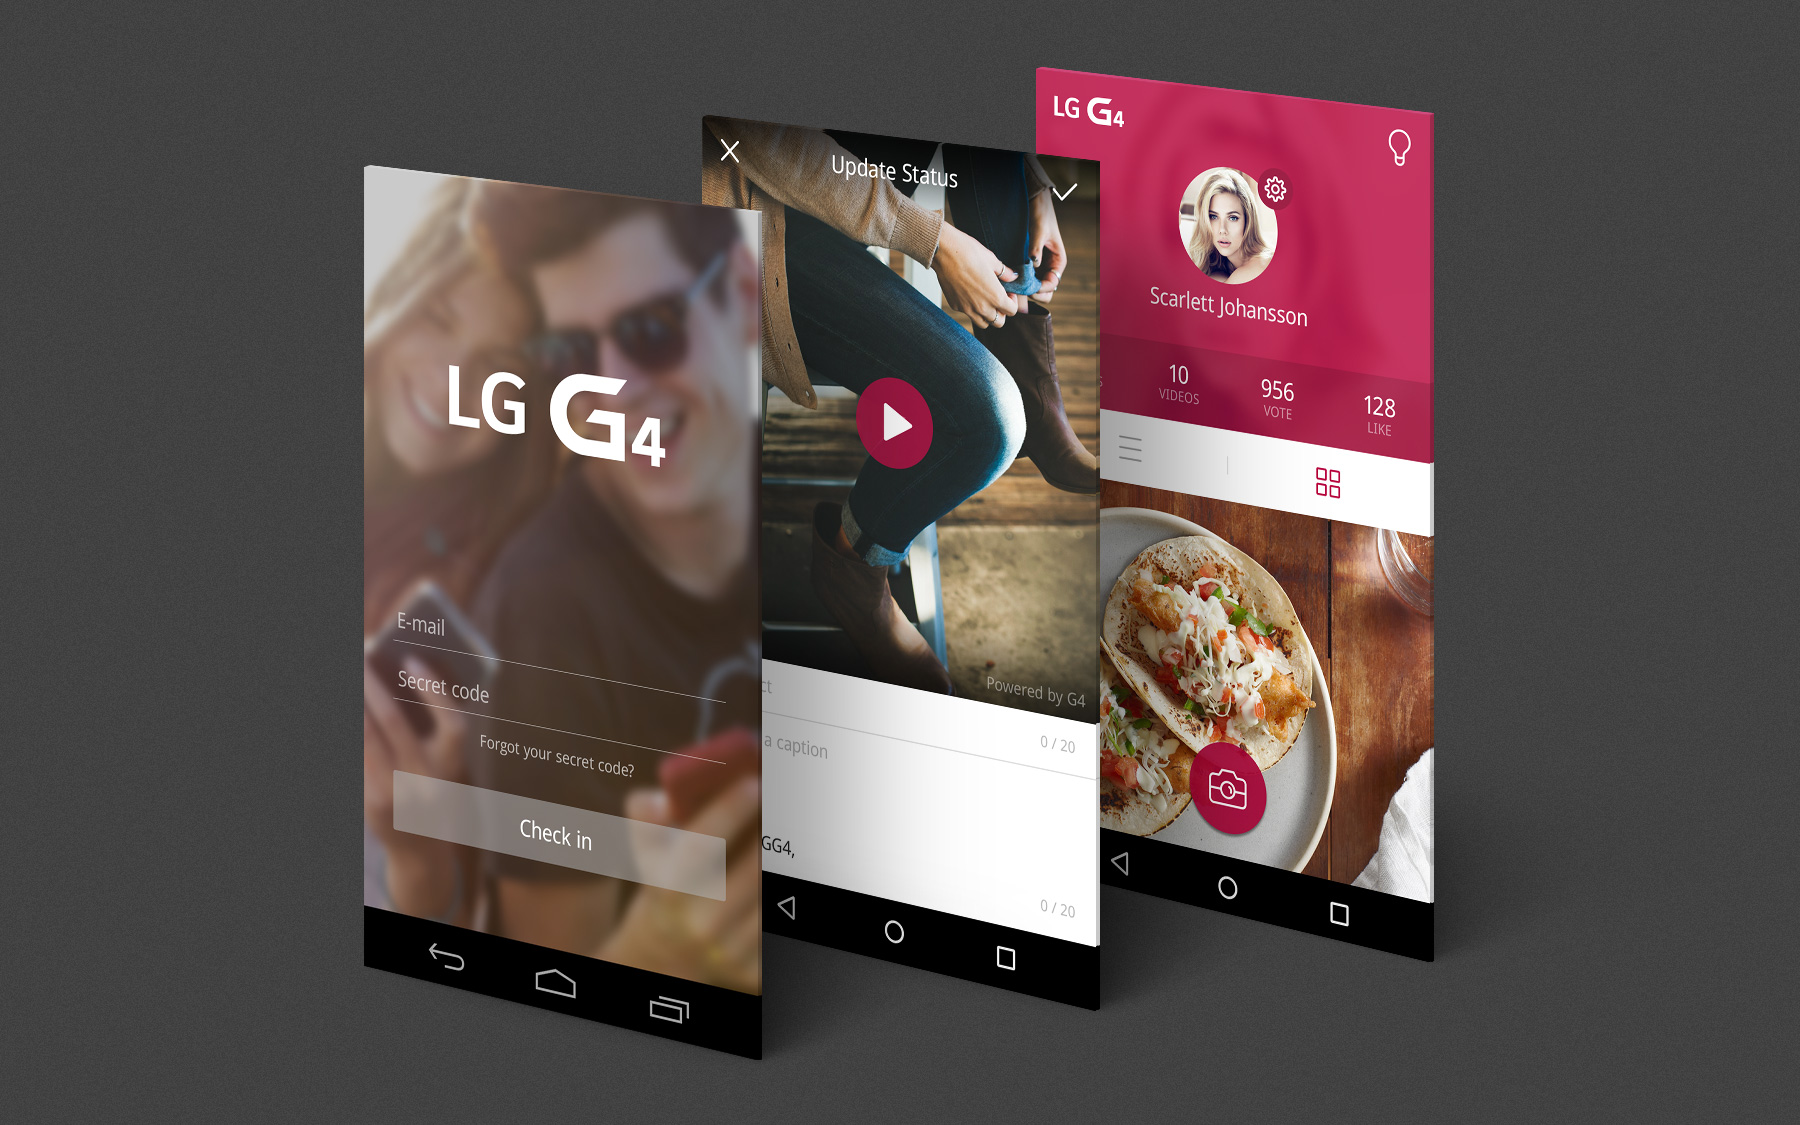 LG G4
E-mail
Secret code
Forgot your secret code?
Check in
Update Status
Powered by G4
ct
0 / 20
a caption
GG4,
0 / 20
LG G4
Scarlett Johansson
S
10
VIDEOS
956
VOTE
128
LIKE